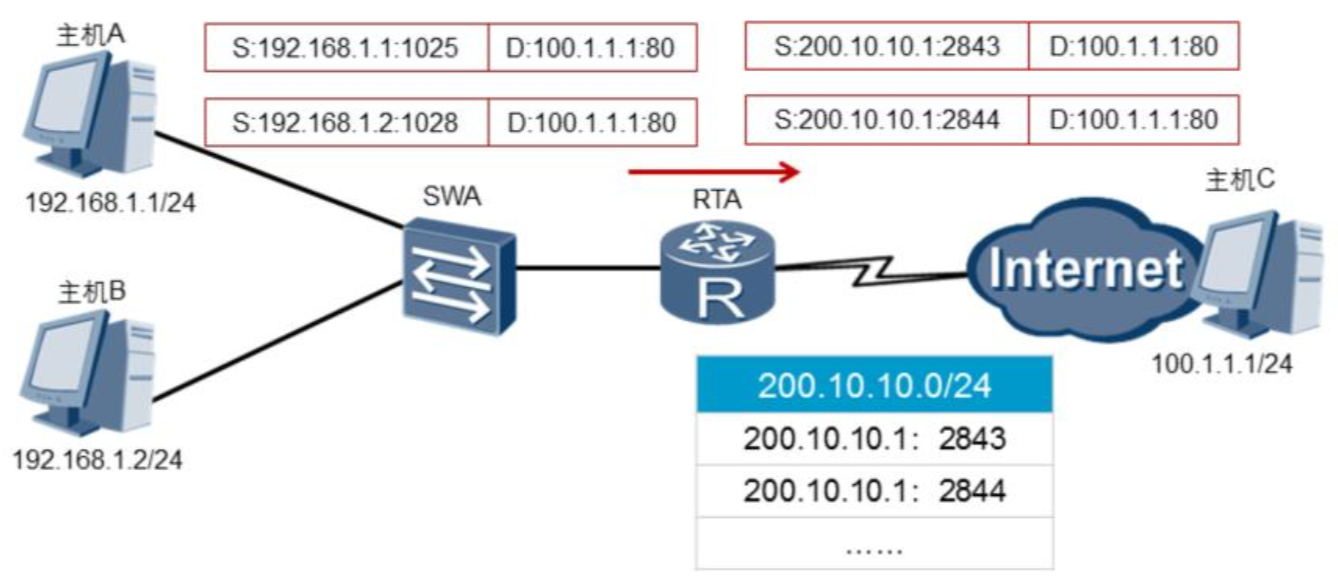 主机A
S:192.168.1.1:1025 D:100.1.1.1:80
S:200.10.10.1:2843 D:100.1.1.1:80
S:192.168.1.2:1028 D:100.1.1.1:80
S:200.10.10.1:2844 D:100.1.1.1:80
192.168.1.1/24
SWA
RTA
主机C
Internet
R
主机B
100.1.1.1/24
192.168.1.2/24
200.10.10.0/24
200.10.10.1: 2843
200.10.10.1: 2844
……